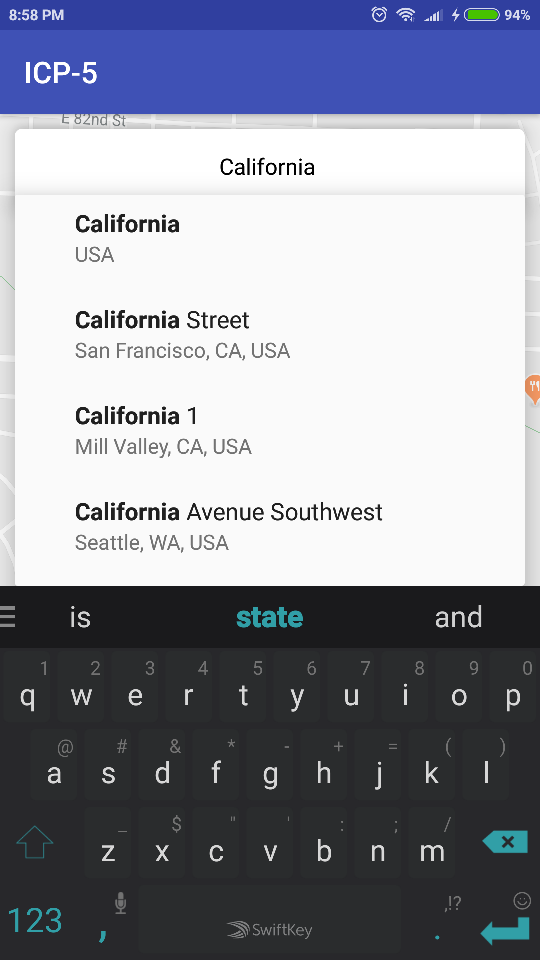 8:58 PM 94%
ICP-5
E 82nd St
California
California
USA
California Street
San Francisco, CA, USA
California 1
Mill Valley, CA, USA
California Avenue Southwest
Seattle, WA, USA
is state and
1 2 3 4 5 6 7 8 9 0
q w e r t y u i o p
@ # & * - + = ( )
a s d f g h j k l
_ $ " ' : ; /
z x c v b n m
123 , SwiftKey . ,!?